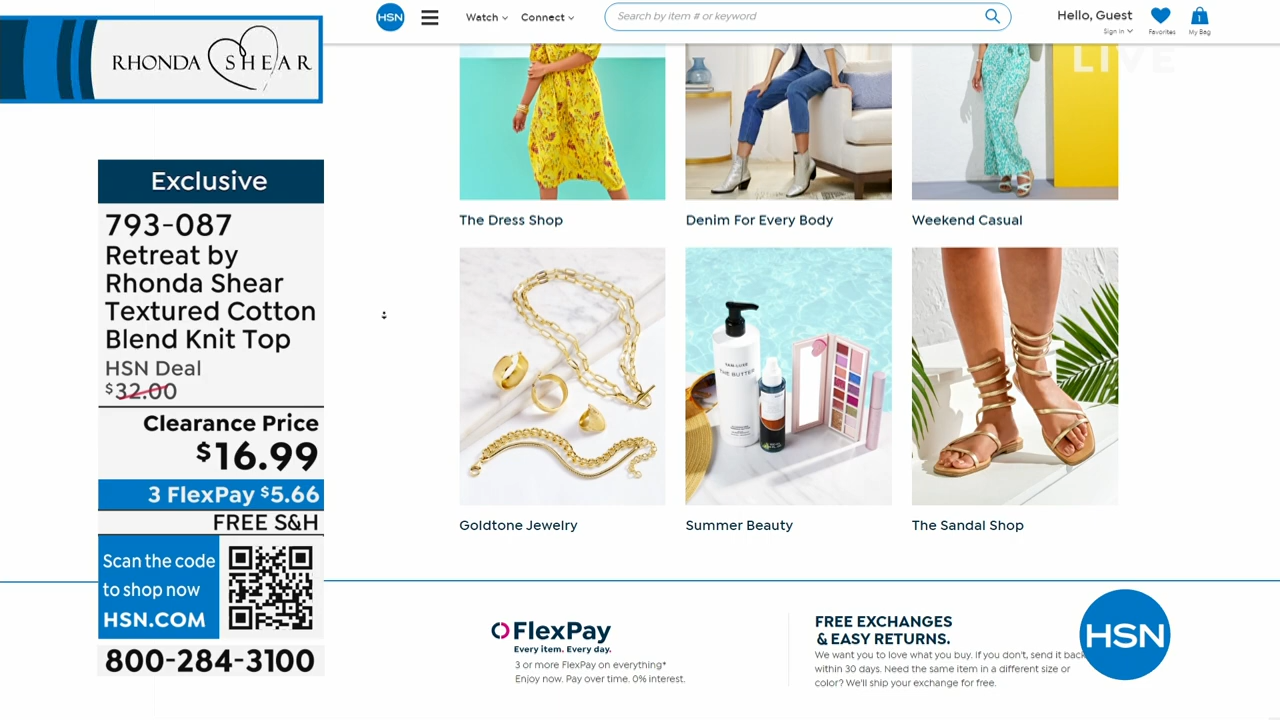 RHONDA SHEAR
Exclusive
793-087
Retreat by
Rhonda Shear
Textured Cotton
Blend Knit Top
HSN Deal
$32.00
Clearance Price
$16.99
3 FlexPay $5.66
FREE S&H
Scan the code
to shop now
HSN.COM
800-284-3100
HSN
Watch
Connect
Search by item # or keyword
Hello, Guest
Sign In
Favorites
1
My Bag
LIVE
The Dress Shop
Denim For Every Body
Weekend Casual
TAN-LUXE
THE BUTTER
Goldtone Jewelry
Summer Beauty
The Sandal Shop
FlexPay
Every item. Every day.
3 or more FlexPay on everything*
Enjoy now. Pay over time. 0% interest.
FREE EXCHANGES
& EASY RETURNS.
We want you to love what you buy. If you don't, send it back
within 30 days. Need the same item in a different size or
color? We'll ship your exchange for free.
HSN